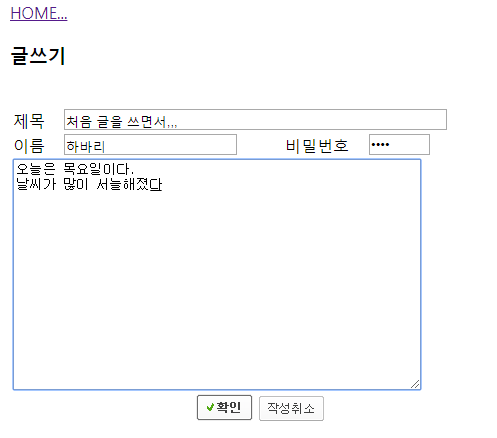 HOME...
글쓰기
제목 처음 글을 쓰면서,,,
이름 하바리 비밀번호 ••••
오늘은 목요일이다.
날씨가 많이 서늘해졌다
확인 작성취소